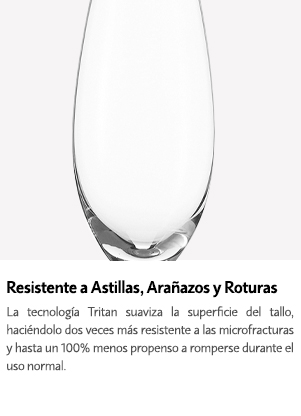 Resistente a Astillas, Arañazos y Roturas
La tecnología Tritan suaviza la superficie del tallo,
haciéndolo dos veces más resistente a las microfracturas
y hasta un 100% menos propenso a romperse durante el
uso normal.